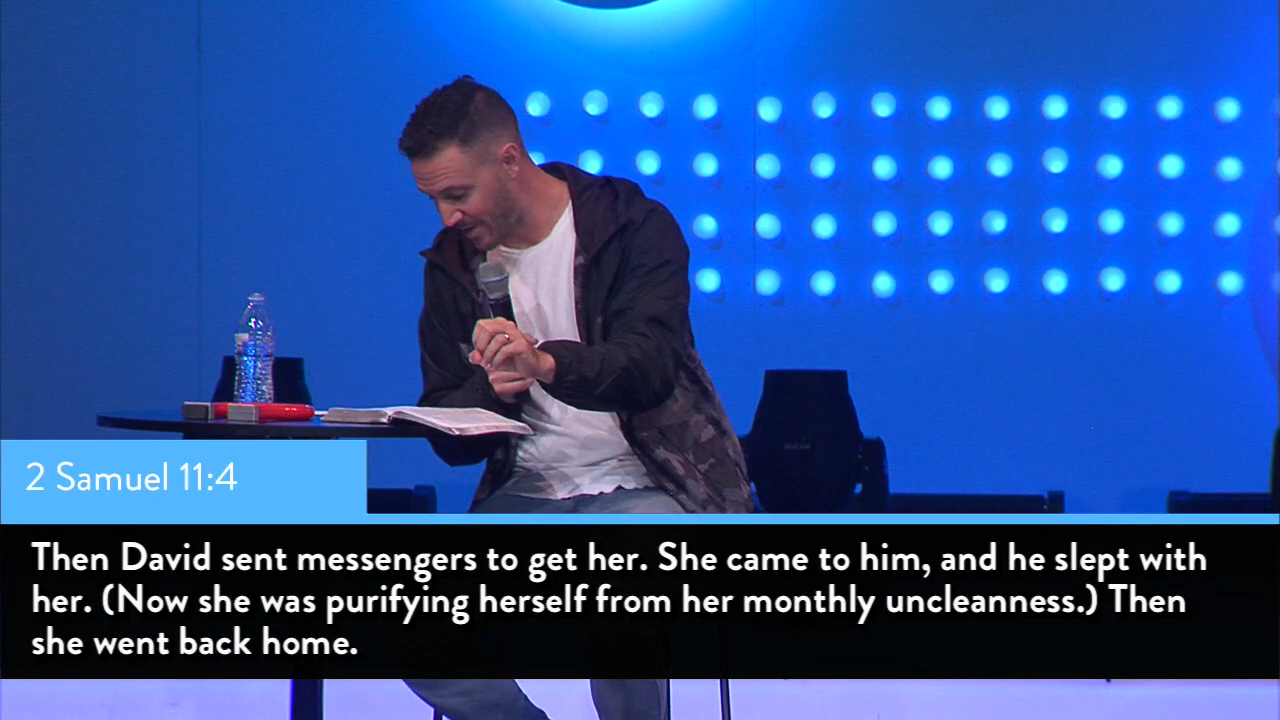 2 Samuel 11:4
Then David sent messengers to get her. She came to him, and he slept with
her. (Now she was purifying herself from her monthly uncleanness.) Then
she went back home.